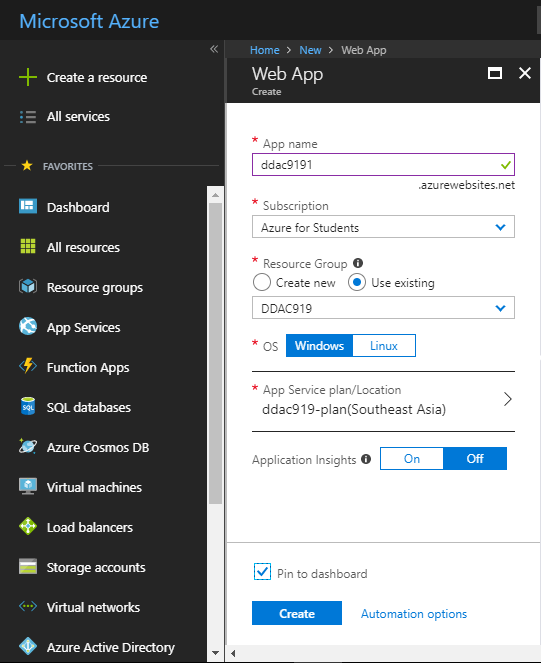 Microsoft Azure
Create a resource
All services
FAVORITES
Dashboard
All resources
Resource groups
App Services
Function Apps
SQL databases
Azure Cosmos DB
Virtual machines
Load balancers
Storage accounts
Virtual networks
Azure Active Directory
Home > New > Web App
Web App
Create
* App name
ddac9191
.azurewebsites.net
* Subscription
Azure for Students
* Resource Group
Create new Use existing
DDAC919
* OS Windows Linux
* App Service plan/Location
ddac919-plan(Southeast Asia)
Application Insights On Off
Pin to dashboard
Create Automation options